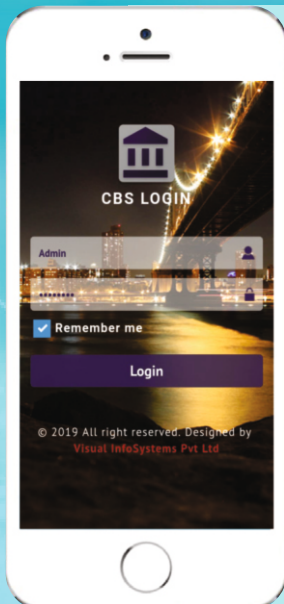 CBS LOGIN
Admin
••••••••
Remember me
Login
© 2019 All right reserved. Designed by
Visual InfoSystems Pvt Ltd